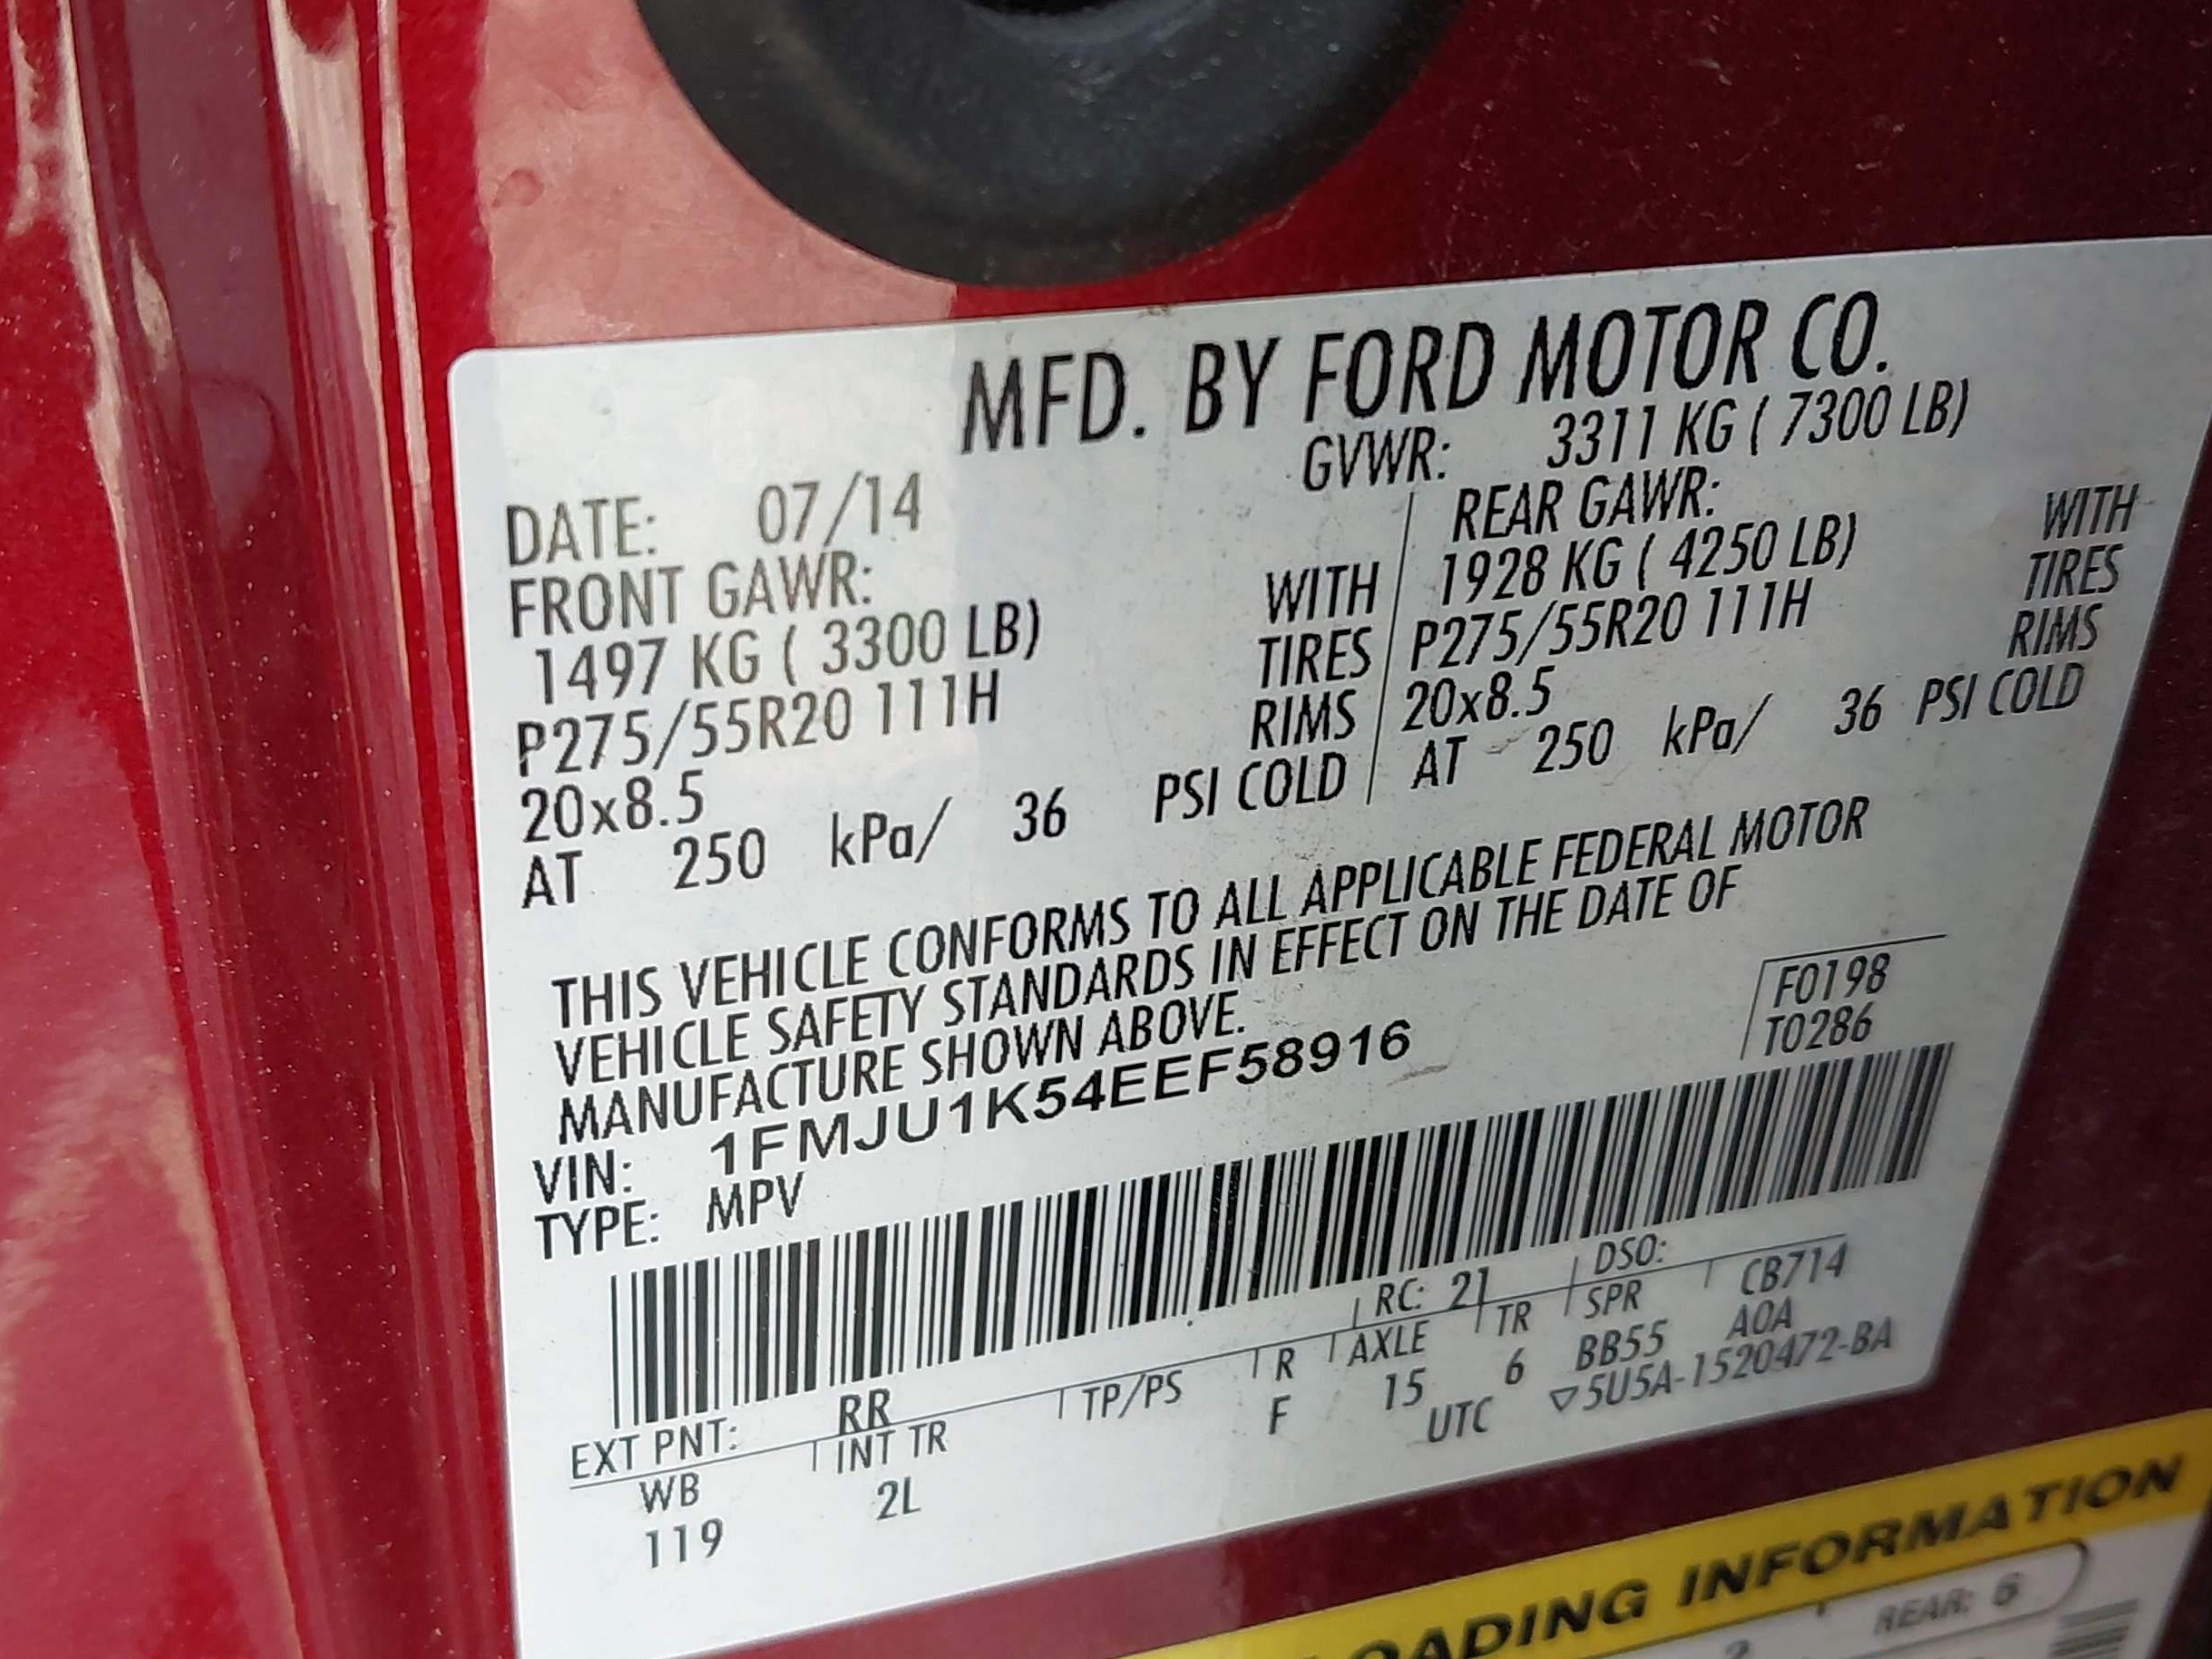 MFD. BY FORD MOTOR CO.
DATE: 07/14 GVWR: 3311 KG ( 7300 LB)
FRONT GAWR: REAR GAWR:
1497 KG ( 3300 LB) WITH 1928 KG ( 4250 LB) WITH
P275/55R20 111H TIRES P275/55R20 111H TIRES
20x8.5 RIMS 20x8.5 RIMS
AT 250 kPa/ 36 PSI COLD AT 250 kPa/ 36 PSI COLD
THIS VEHICLE CONFORMS TO ALL APPLICABLE FEDERAL MOTOR
VEHICLE SAFETY STANDARDS IN EFFECT ON THE DATE OF
MANUFACTURE SHOWN ABOVE.
F0198
T0286
VIN: 1FMJU1K54EEF58916
TYPE: MPV
EXT PNT: RR RC: 21 DSO: CB714
WB INT TR TP/PS R AXLE TR SPR A0A
119 2L F 15 6 BB55
UTC ▽5U5A-1520472-BA
OADING INFORMATION
2 REAR: 6